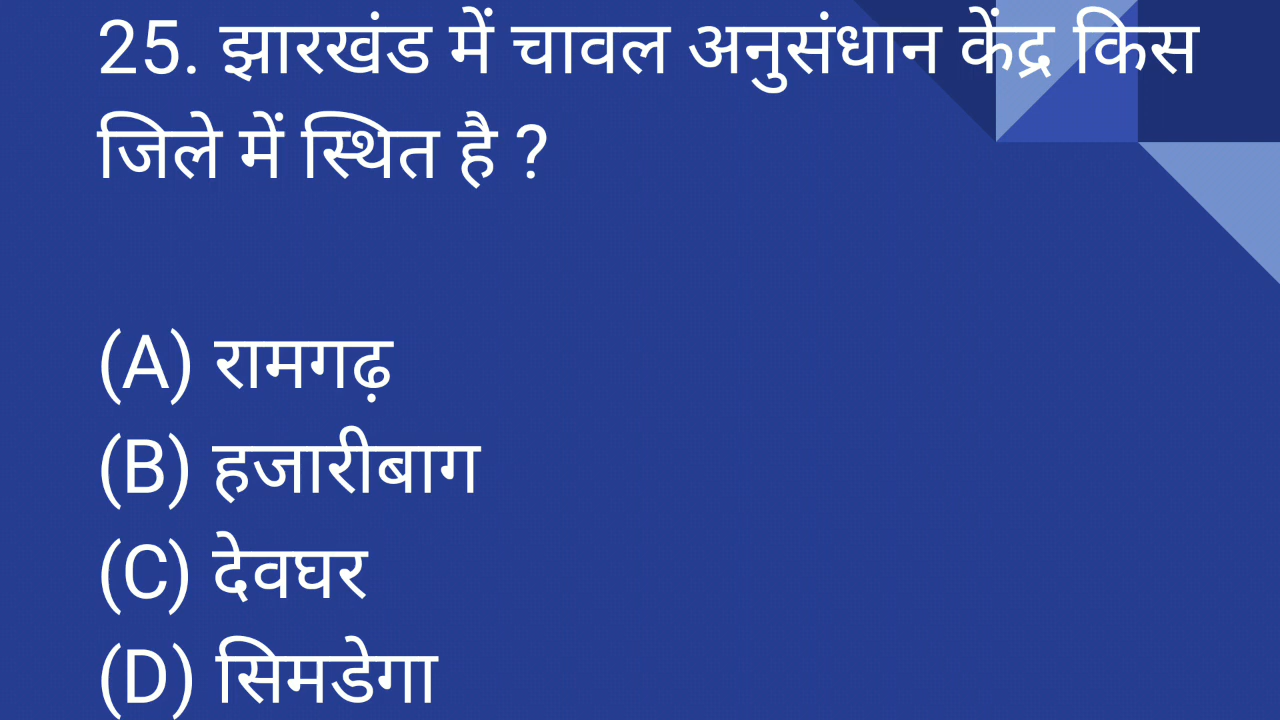 25. झारखंड में चावल अनुसंधान केंद्र किस
जिले में स्थित है ?
(A) रामगढ़
(B) हजारीबाग
(C) देवघर
(D) सिमडेगा